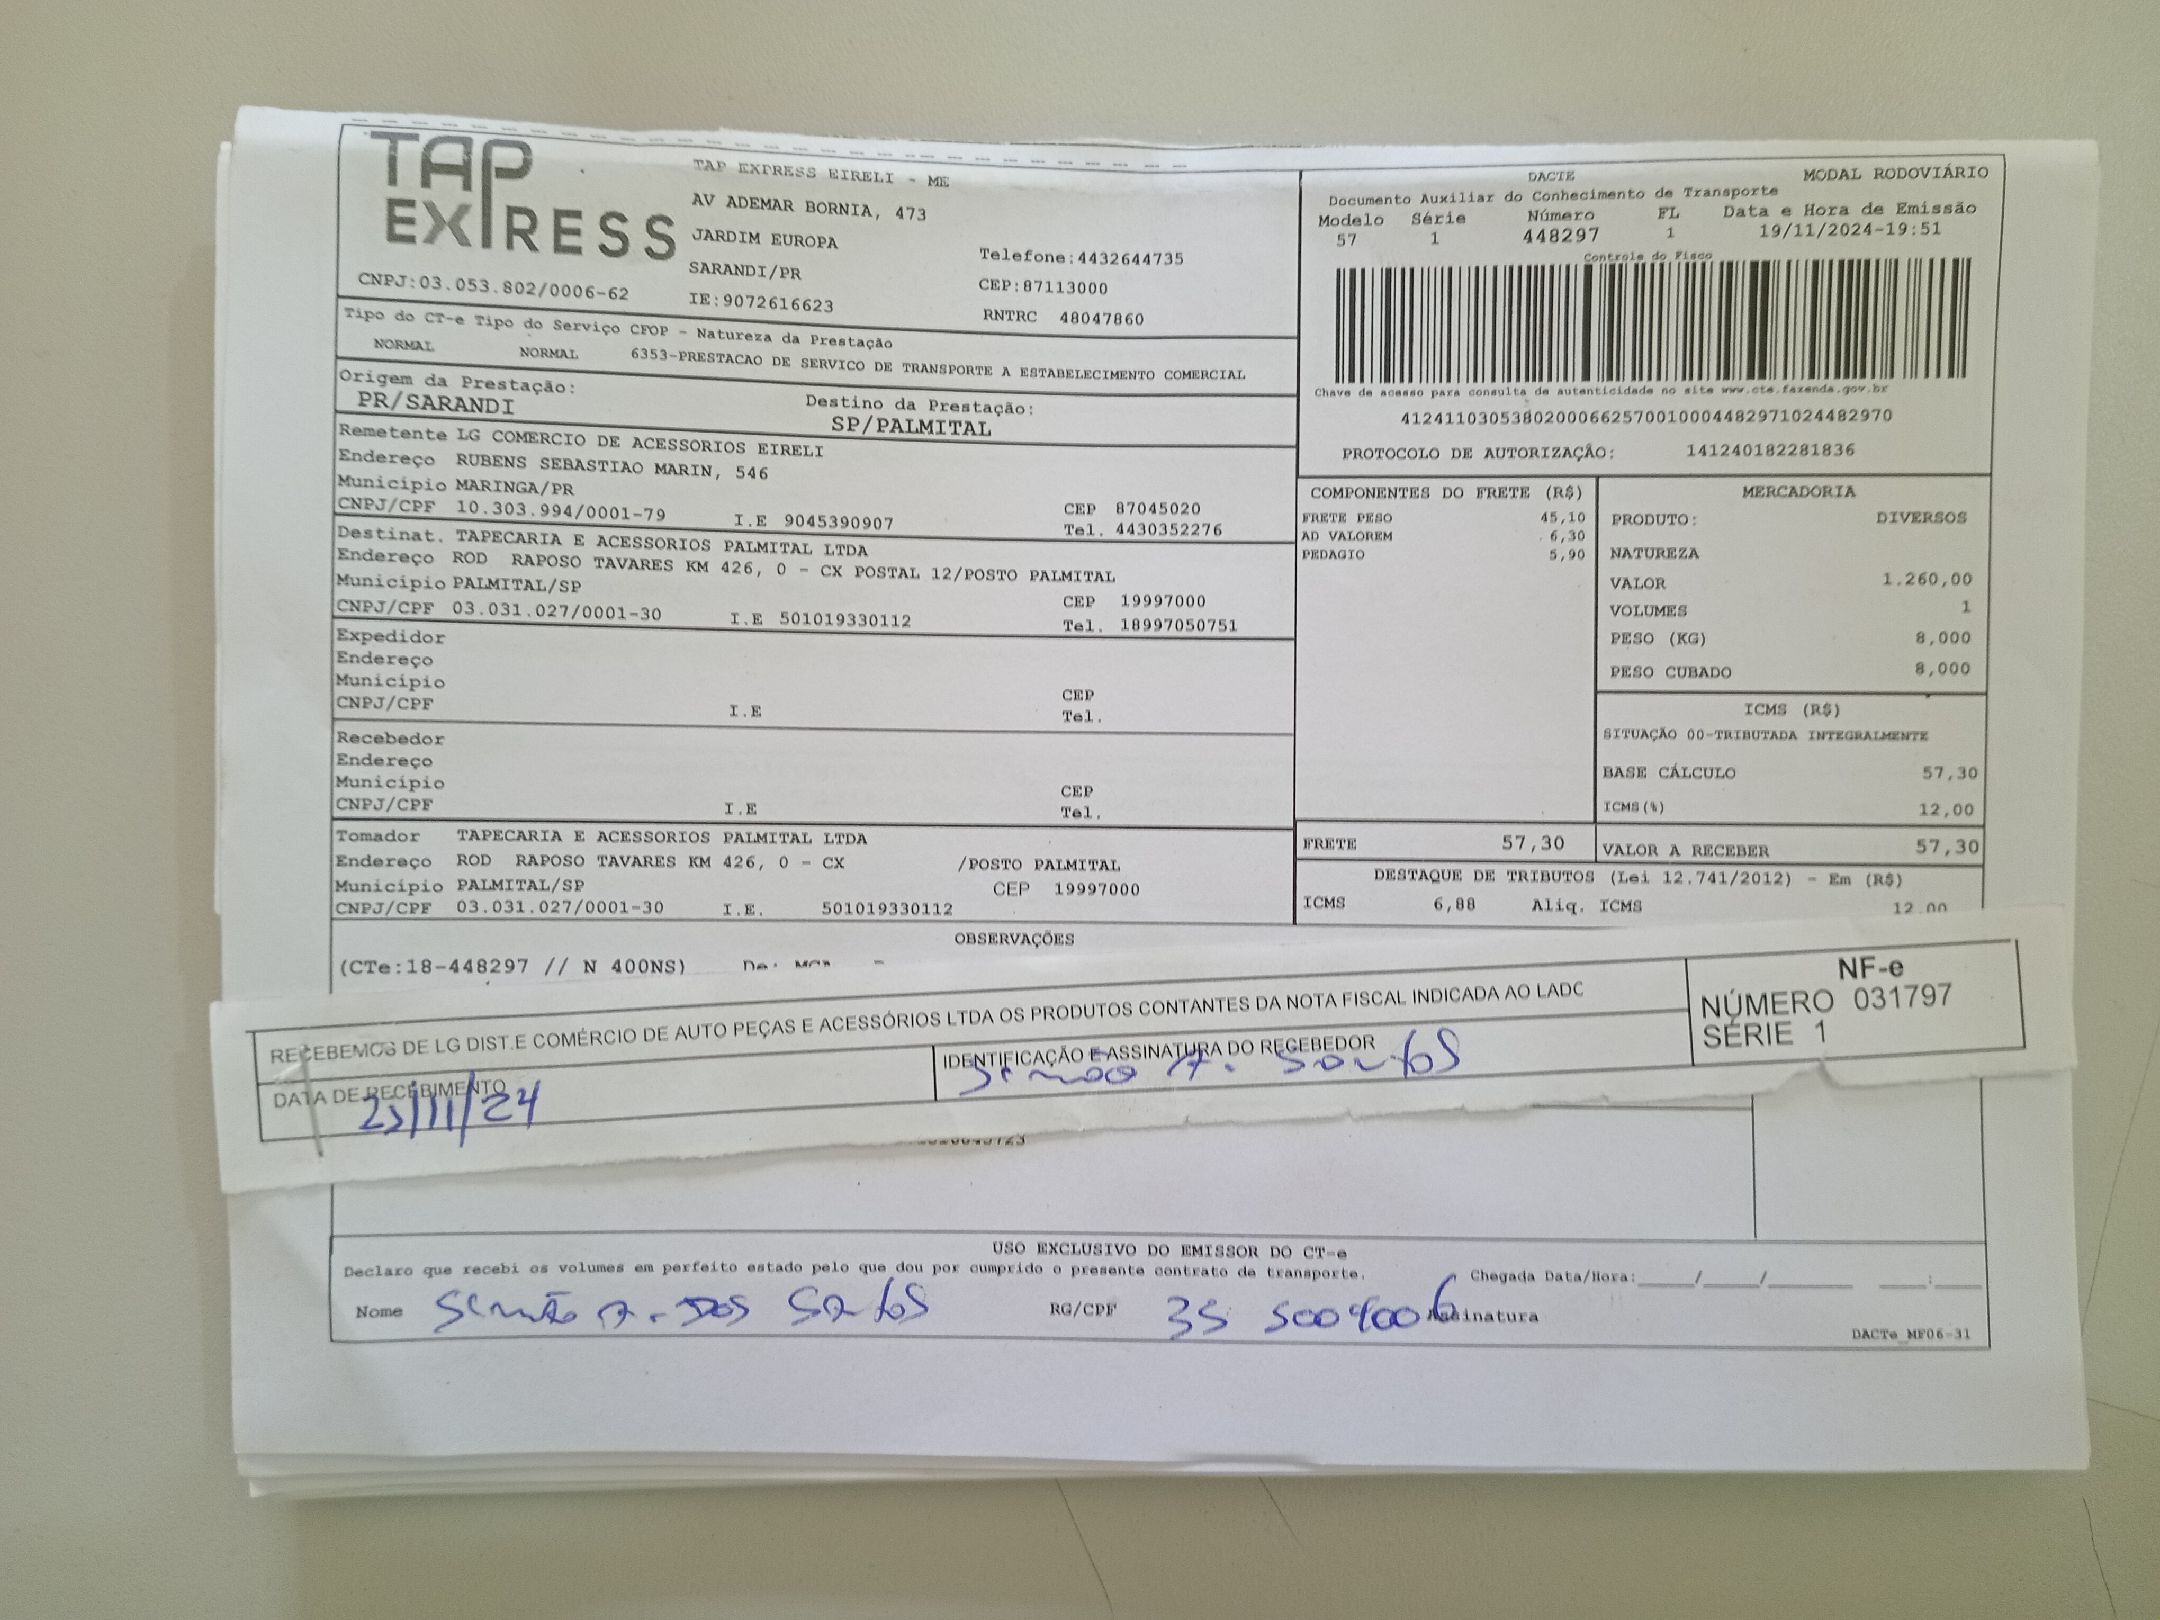 TAP
EXPRESS
CNPJ:03.053.802/0006-62
TAP EXPRESS EIRELI - ME
AV ADEMAR BORNIA, 473
JARDIM EUROPA
SARANDI/PR
IE:9072616623
Telefone:4432644735
CEP:87113000
RNTRC 48047860
DACTE MODAL RODOVIÁRIO
Documento Auxiliar do Conhecimento de Transporte
Modelo Série Número FL Data e Hora de Emissão
57 1 448297 1 19/11/2024-19:51
Controle do Fisco
Chave de acesso para consulta de autenticidade no site www.cte.fazenda.gov.br
41241103053802000662570010004482971024482970
PROTOCOLO DE AUTORIZAÇÃO: 141240182281836
Tipo do CT-e Tipo do Serviço CFOP - Natureza da Prestação
NORMAL NORMAL 6353-PRESTACAO DE SERVICO DE TRANSPORTE A ESTABELECIMENTO COMERCIAL
Origem da Prestação: Destino da Prestação:
PR/SARANDI SP/PALMITAL
Remetente LG COMERCIO DE ACESSORIOS EIRELI
Endereço RUBENS SEBASTIAO MARIN, 546
Município MARINGA/PR CEP 87045020
CNPJ/CPF 10.303.994/0001-79 I.E 9045390907 Tel. 4430352276
Destinat. TAPECARIA E ACESSORIOS PALMITAL LTDA
Endereço ROD RAPOSO TAVARES KM 426, 0 - CX POSTAL 12/POSTO PALMITAL
Município PALMITAL/SP CEP 19997000
CNPJ/CPF 03.031.027/0001-30 I.E 501019330112 Tel. 18997050751
Expedidor
Endereço
Município CEP
CNPJ/CPF I.E Tel.
Recebedor
Endereço
Município CEP
CNPJ/CPF I.E Tel.
Tomador TAPECARIA E ACESSORIOS PALMITAL LTDA
Endereço ROD RAPOSO TAVARES KM 426, 0 - CX /POSTO PALMITAL
Município PALMITAL/SP CEP 19997000
CNPJ/CPF 03.031.027/0001-30 I.E. 501019330112
COMPONENTES DO FRETE (R$)
FRETE PESO 45,10
AD VALOREM 6,30
PEDAGIO 5,90
MERCADORIA
PRODUTO: DIVERSOS
NATUREZA
VALOR 1.260,00
VOLUMES 1
PESO (KG) 8,000
PESO CUBADO 8,000
ICMS (R$)
SITUAÇÃO 00-TRIBUTADA INTEGRALMENTE
BASE CÁLCULO 57,30
ICMS(%) 12,00
FRETE 57,30 VALOR A RECEBER 57,30
DESTAQUE DE TRIBUTOS (Lei 12.741/2012) - Em (R$)
ICMS 6,88 Aliq. ICMS 12,00
OBSERVAÇÕES
(CTe:18-448297 // N 400NS)
RECEBEMOS DE LG DIST.E COMÉRCIO DE AUTO PEÇAS E ACESSÓRIOS LTDA OS PRODUTOS CONTANTES DA NOTA FISCAL INDICADA AO LADO
DATA DE RECEBIMENTO
/11/24
IDENTIFICAÇÃO E ASSINATURA DO RECEBEDOR
A. Santos
NF-e
NÚMERO 031797
SÉRIE 1
USO EXCLUSIVO DO EMISSOR DO CT-e
Declaro que recebi os volumes em perfeito estado pelo que dou por cumprido o presente contrato de transporte. Chegada Data/Hora:____/____/______ ___:___
Nome A. dos Santos RG/CPF 35 5009006 Assinatura
DACTe_MF06-31